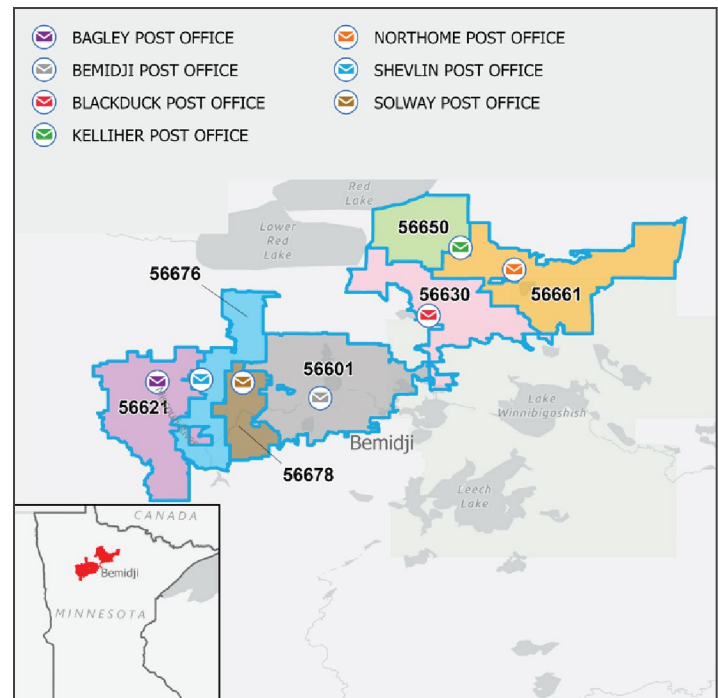 BAGLEY POST OFFICE
BEMIDJI POST OFFICE
BLACKDUCK POST OFFICE
KELLIHER POST OFFICE
NORTHOME POST OFFICE
SHEVLIN POST OFFICE
SOLWAY POST OFFICE
Red
Lake
Lower
Red
Lake
56650
56676
56630
56661
56601
56621
Lake
Winnibigoshish
Bemidji
56678
Leech
Lake
CANADA
Bemidji
MINNESOTA